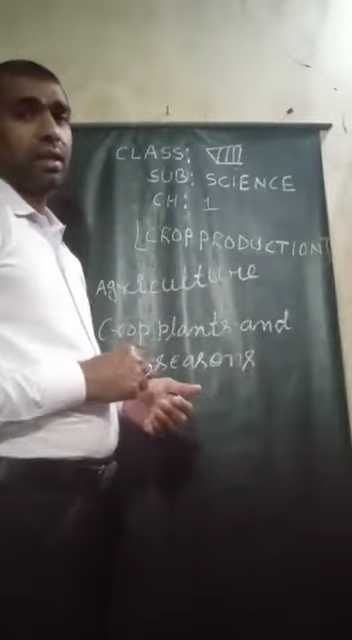 CLASS: VIII
SUB: SCIENCE
CH: 1
[CROP PRODUCTION]
Agriculture
Crop plants and
seasons